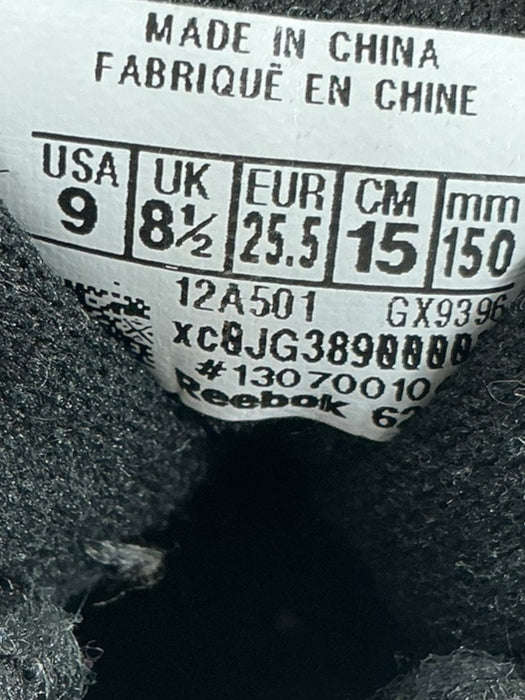 MADE IN CHINA
FABRIQUÉ EN CHINE
USA UK EUR CM mm
9 8½ 25.5 15 150
12A501 GX9396
#13070010
Reebok